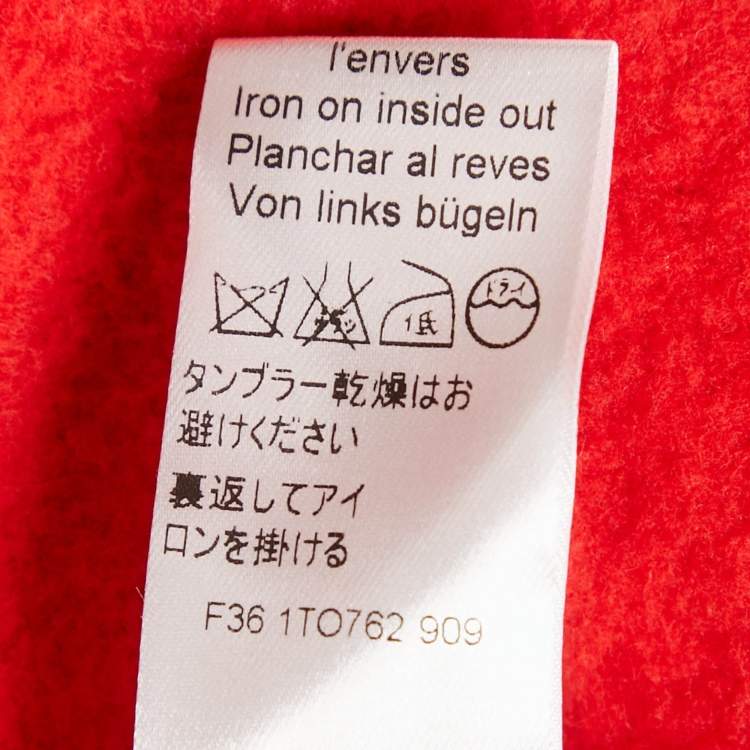 l'envers
Iron on inside out
Planchar al reves
Von links bügeln
低
ドライ
タンブラー乾燥はお
避けください
裏返してアイ
ロンを掛ける
F36 1TO762 909